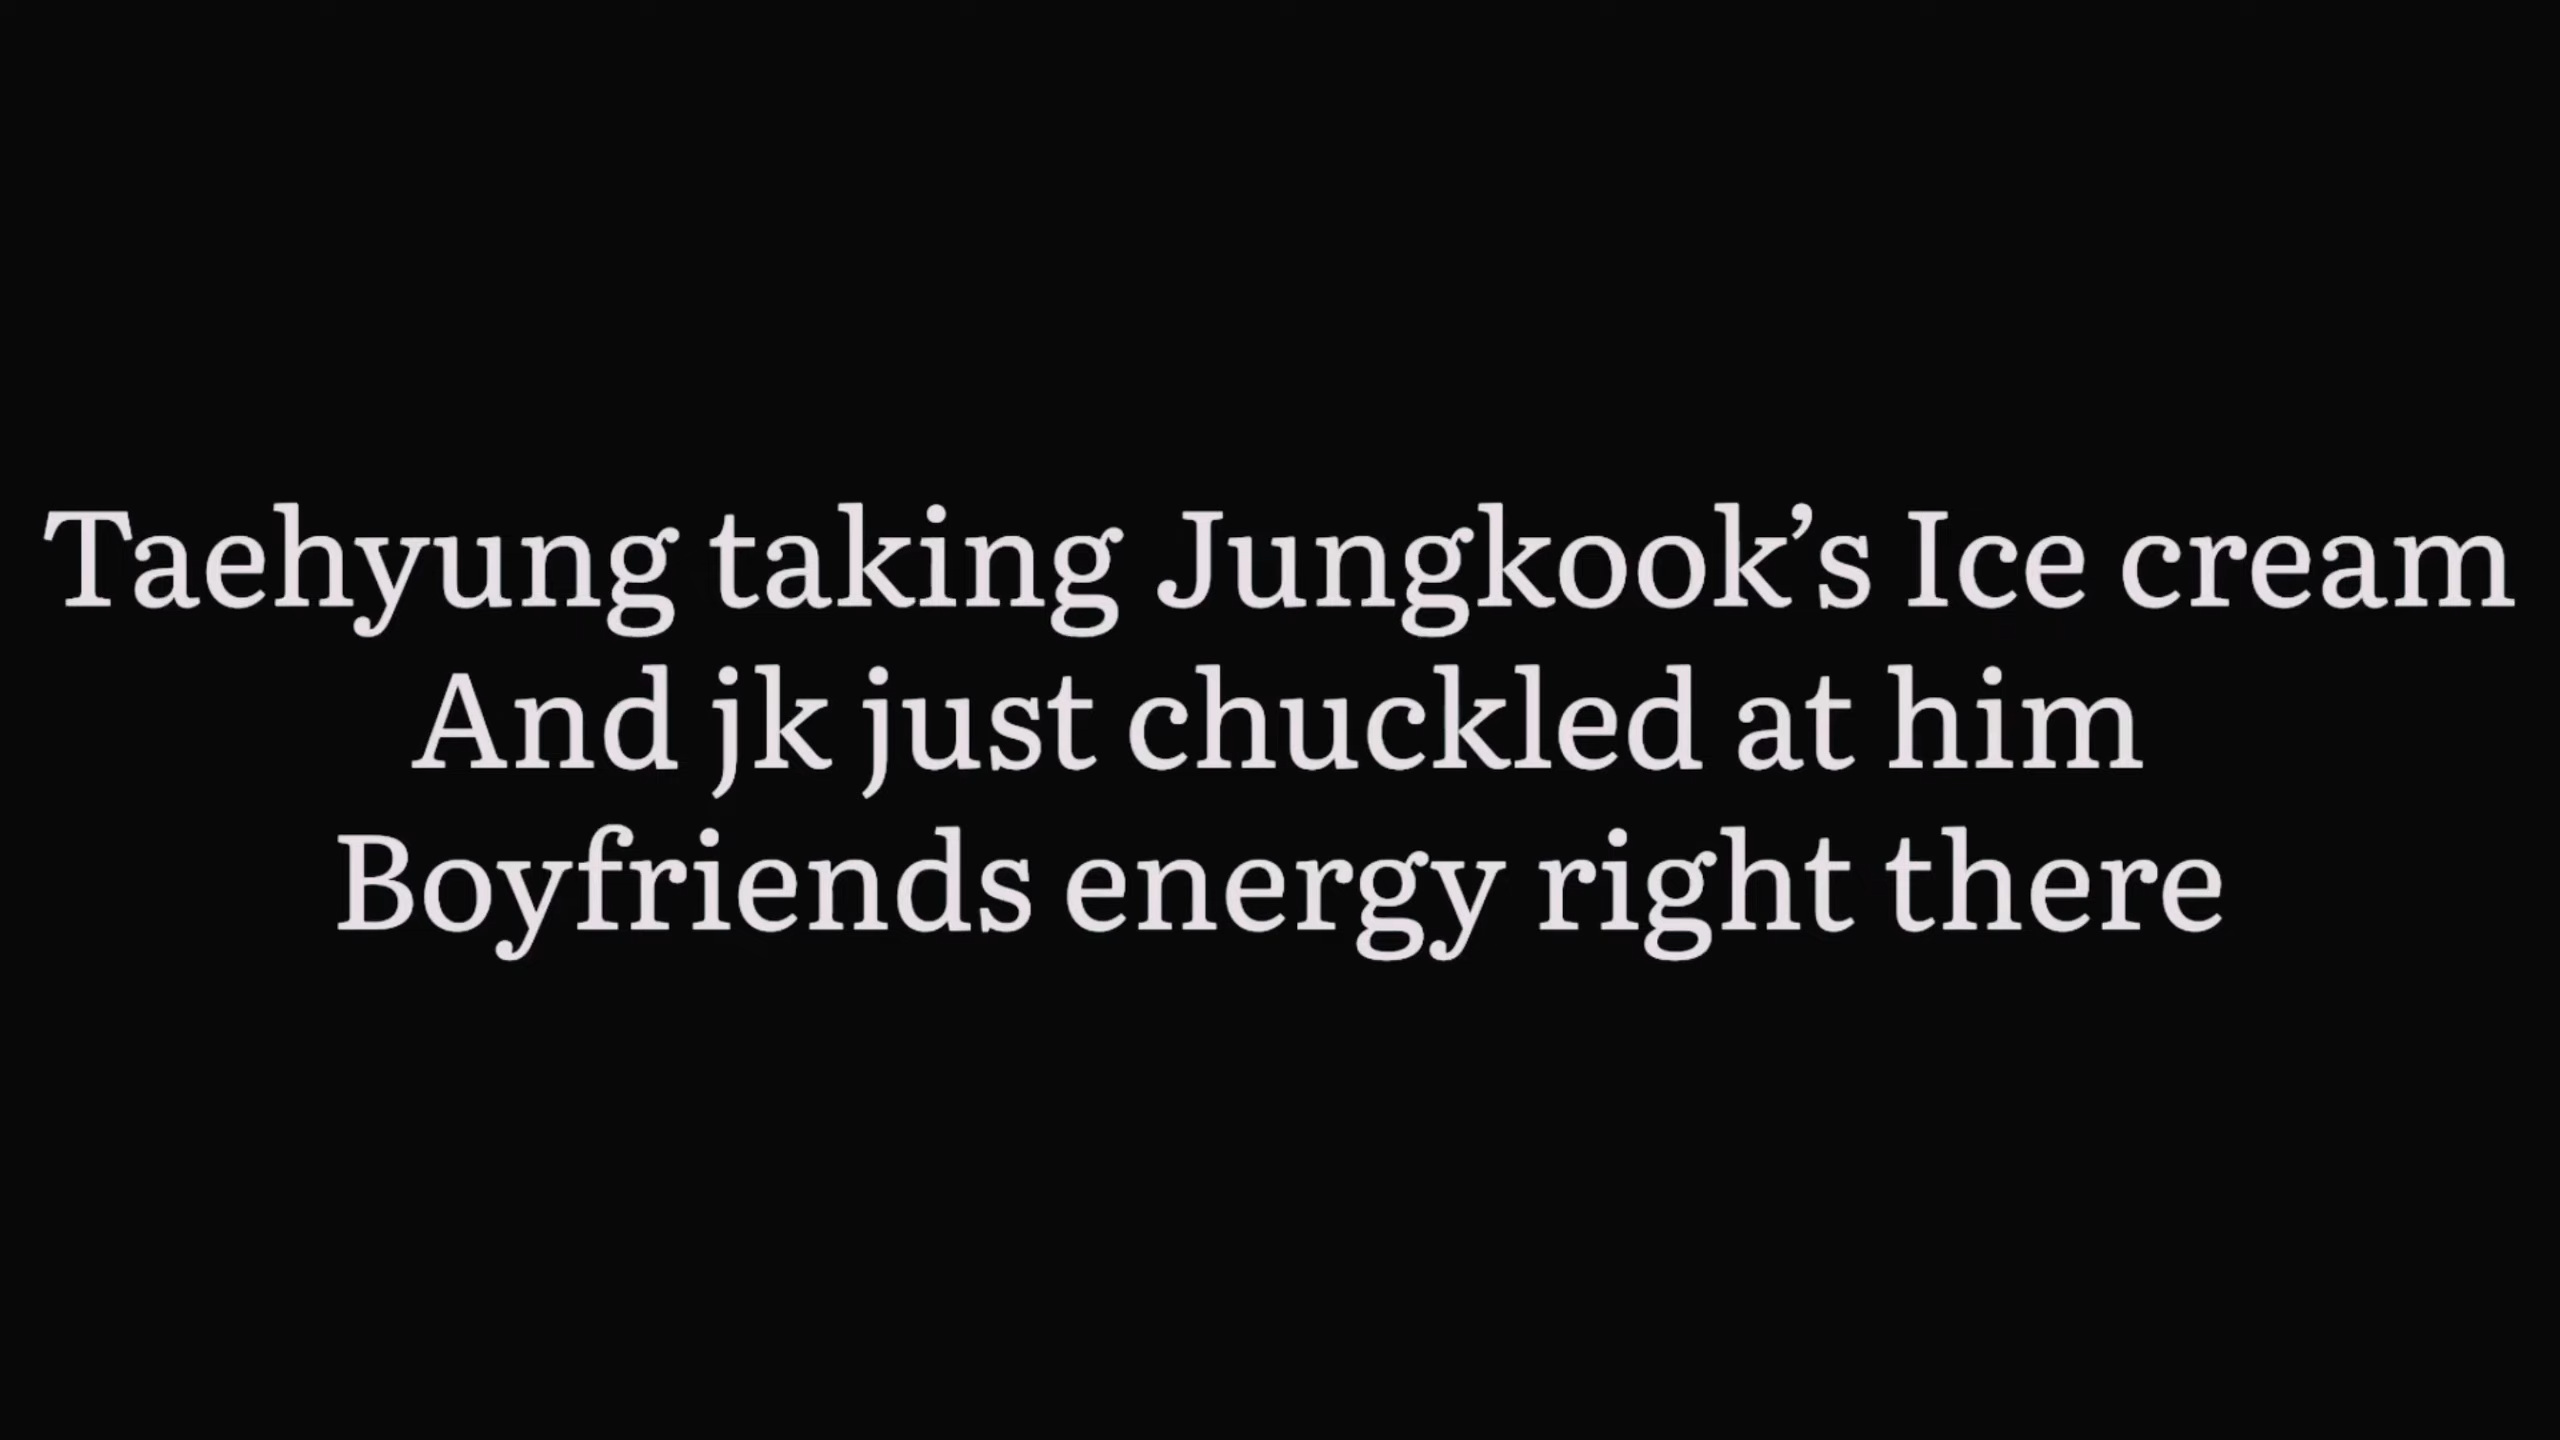 Taehyung taking Jungkook’s Ice cream
And jk just chuckled at him
Boyfriends energy right there